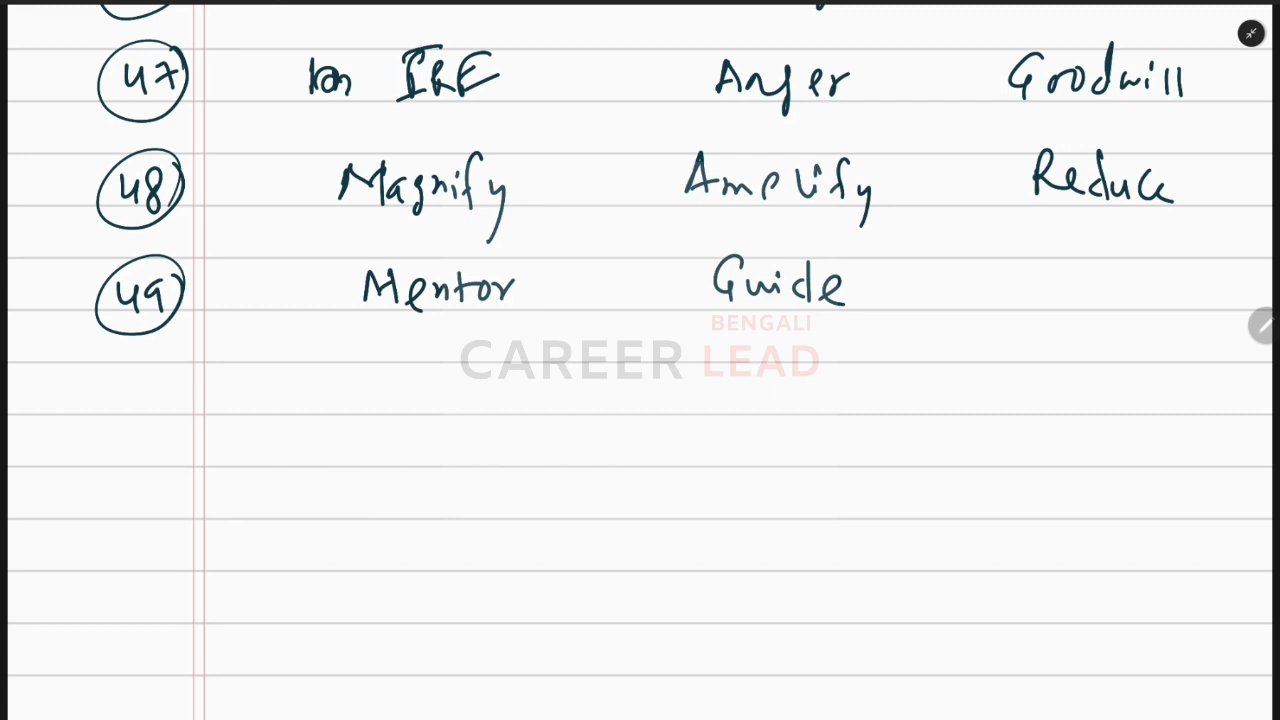 47 IRE Anger Goodwill
48 Magnify Amplify Reduce
49 Mentor Guide
BENGALI
CAREER LEAD